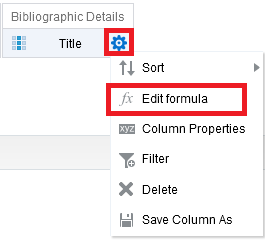 Bibliographic Details
Title
Sort
fx Edit formula
xyz Column Properties
Filter
Delete
Save Column As